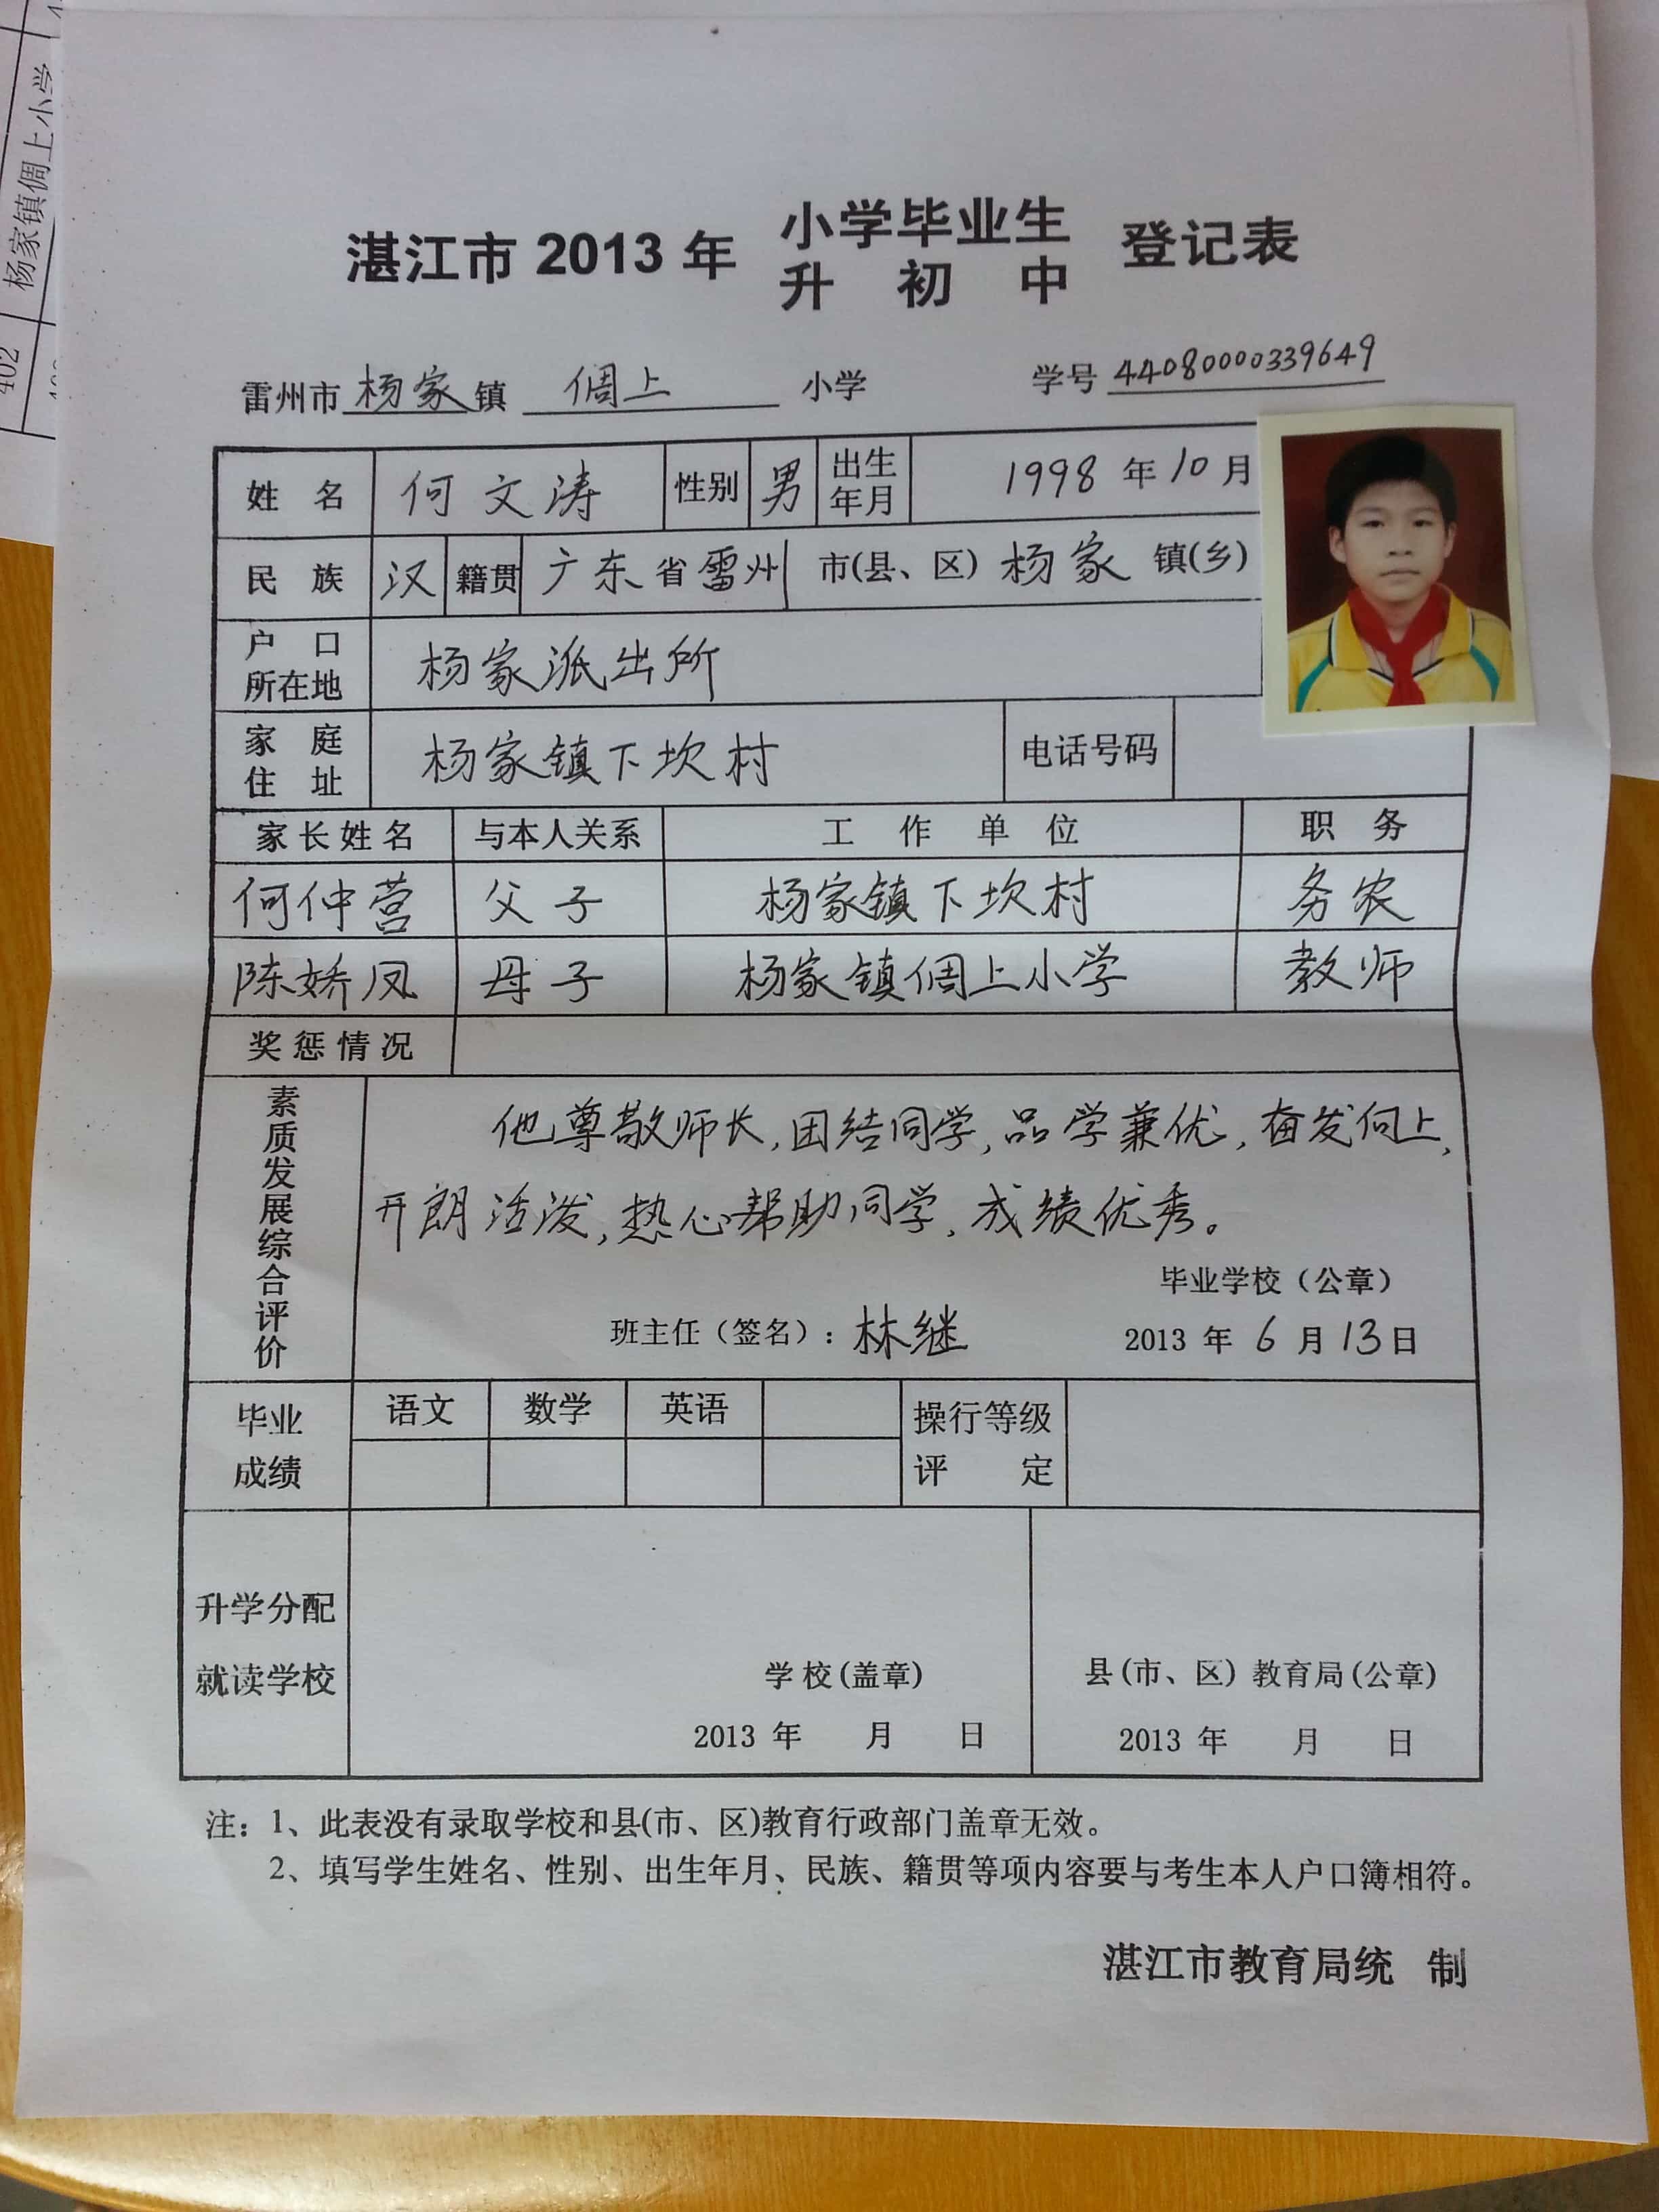 杨家镇倜上小学
402
湛江市 2013 年 小学毕业生 登记表
升 初 中
雷州市 杨家 镇 倜上 小学 学号 44080000339649
姓 名 何文涛 性别 男 出生年月 1998 年 10 月
民 族 汉 籍贯 广东 省 雷州 市(县、区) 杨家 镇(乡)
户 口 所在地 杨家派出所
家 庭 住 址 杨家镇下坎村 电话号码
家长姓名 与本人关系 工 作 单 位 职 务
何仲营 父子 杨家镇下坎村 务农
陈娇凤 母子 杨家镇倜上小学 教师
奖惩情况
素质发展综合评价
他尊敬师长,团结同学,品学兼优,奋发向上,
开朗活泼,热心帮助同学,成绩优秀。
毕业学校（公章）
班主任（签名）: 林继 2013 年 6 月 13 日
毕业成绩 语文 数学 英语 操行等级评 定
升学分配
就读学校
学校(盖章) 县(市、区) 教育局(公章)
2013 年 月 日 2013 年 月 日
注: 1、此表没有录取学校和县(市、区)教育行政部门盖章无效。
2、填写学生姓名、性别、出生年月、民族、籍贯等项内容要与考生本人户口簿相符。
湛江市教育局统 制